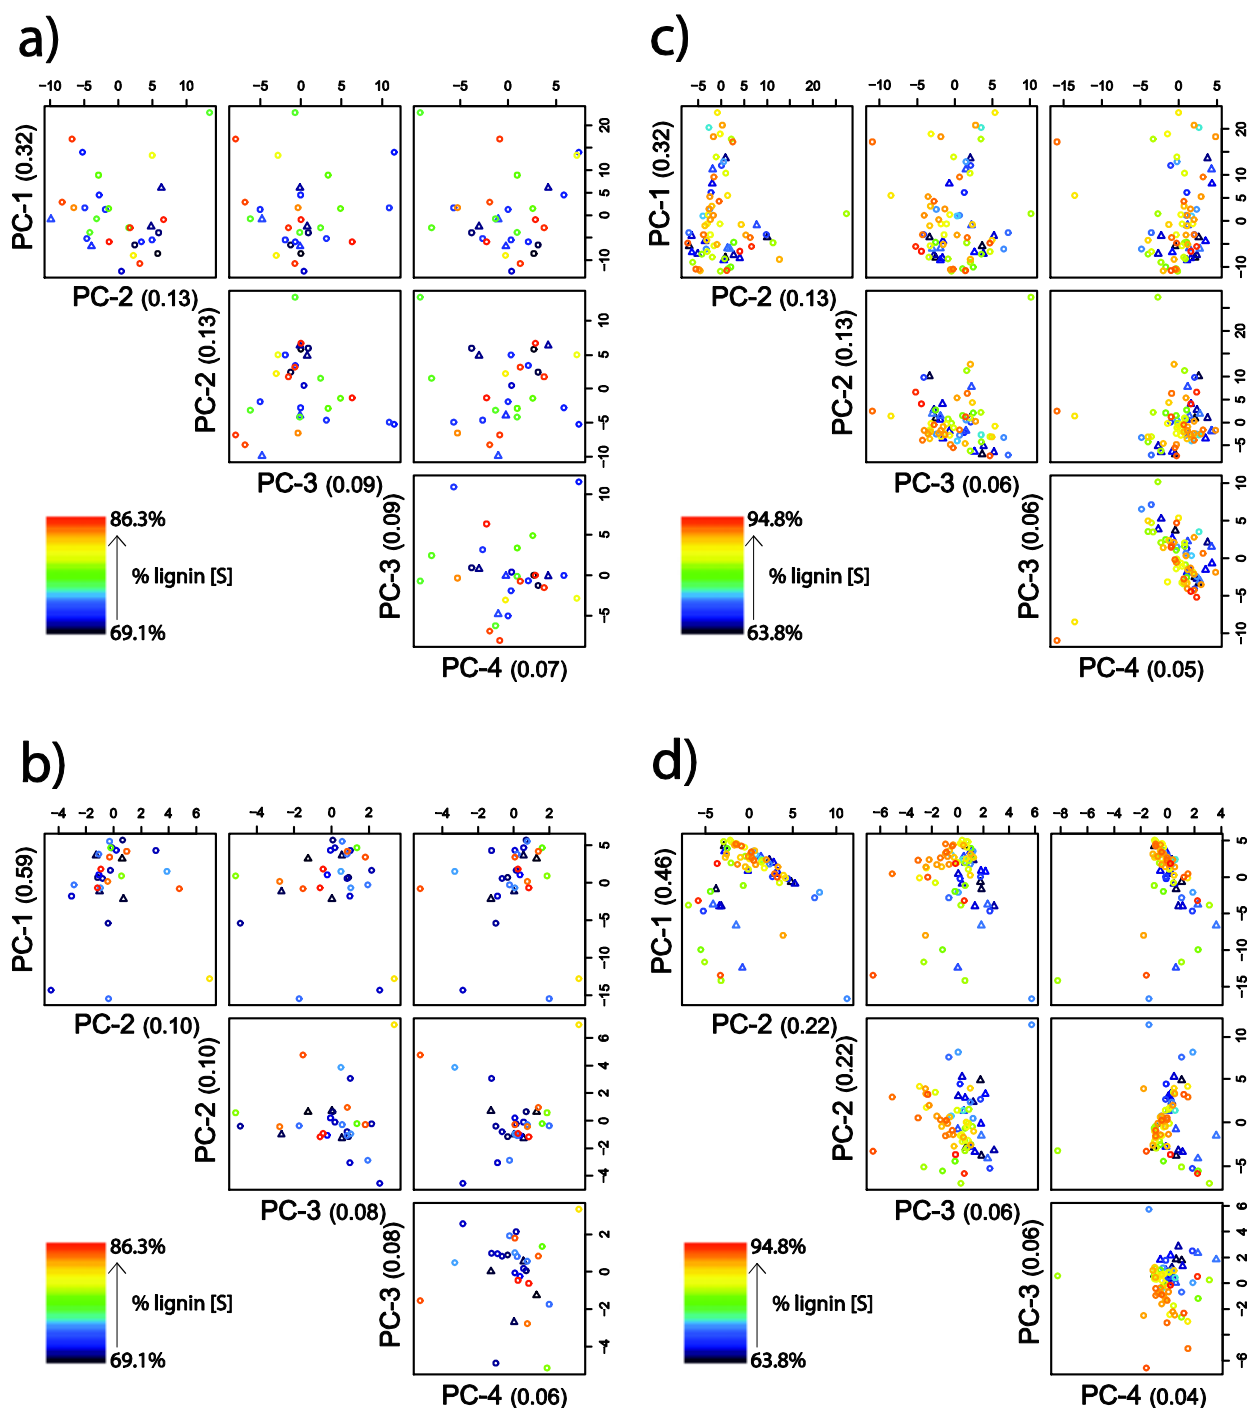 a)
−10 −5 0 5 10
−5 0 5 10
−5 0 5
PC-1 (0.32)
−10 0 5 10 20
PC-2 (0.13)
PC-2 (0.13)
−10 −5 0 5 10
PC-3 (0.09)
PC-3 (0.09)
−5 0 5 10
PC-4 (0.07)
86.3%
% lignin [S]
69.1%
c)
−5 0 5 10 20
−10 −5 0 5 10
−15 −10 −5 0 5
PC-1 (0.32)
−10 0 5 10 20
PC-2 (0.13)
PC-2 (0.13)
−5 0 5 10 20
PC-3 (0.06)
PC-3 (0.06)
−10 −5 0 5 10
PC-4 (0.05)
94.8%
% lignin [S]
63.8%
b)
−4 −2 0 2 4 6
−4 −2 0 2
−4 −2 0 2
PC-1 (0.59)
−15 −10 −5 0 5
PC-2 (0.10)
PC-2 (0.10)
−4 −2 0 2 4 6
PC-3 (0.08)
PC-3 (0.08)
−4 −2 0 2
PC-4 (0.06)
86.3%
% lignin [S]
69.1%
d)
−5 0 5 10
−6 −4 −2 0 2 4 6
−8 −6 −4 −2 0 2 4
PC-1 (0.46)
−15 −10 −5 0 5
PC-2 (0.22)
PC-2 (0.22)
−5 0 5 10
PC-3 (0.06)
PC-3 (0.06)
−6 −2 0 2 4 6
PC-4 (0.04)
94.8%
% lignin [S]
63.8%